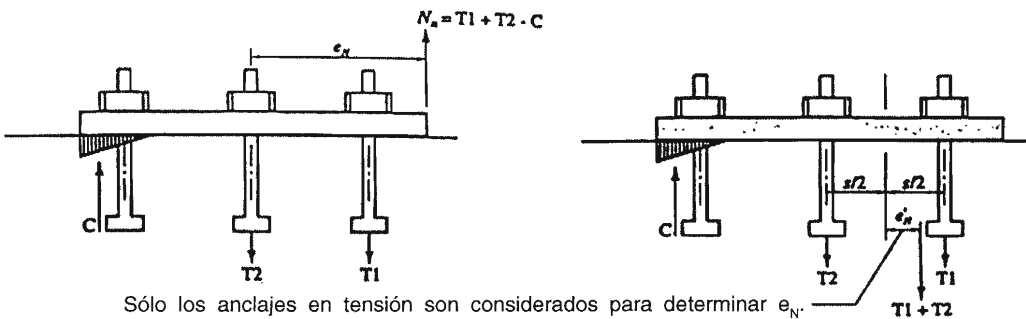 Nₙ = T1 + T2 - C
e_N
C
T2
T1
s/2
s/2
e'_N
C
T2
T1
T1 + T2
Sólo los anclajes en tensión son considerados para determinar e_N.